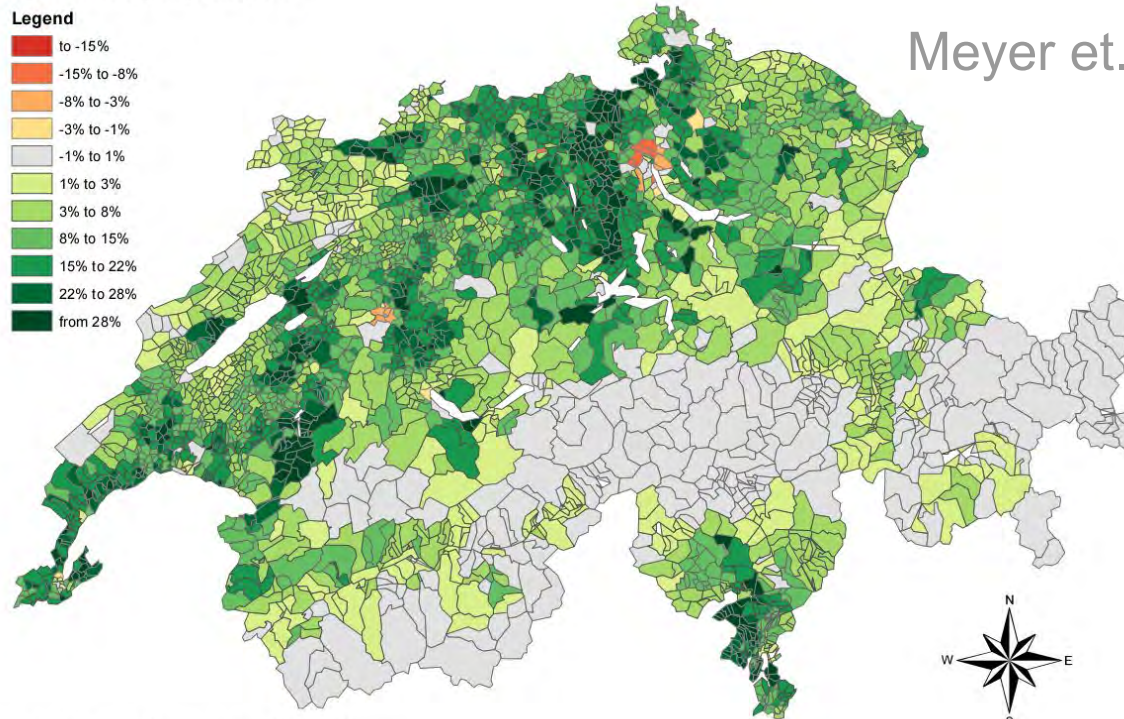 Legend
to -15%
-15% to -8%
-8% to -3%
-3% to -1%
-1% to 1%
1% to 3%
3% to 8%
8% to 15%
15% to 22%
22% to 28%
from 28%
Meyer et.
N
W E